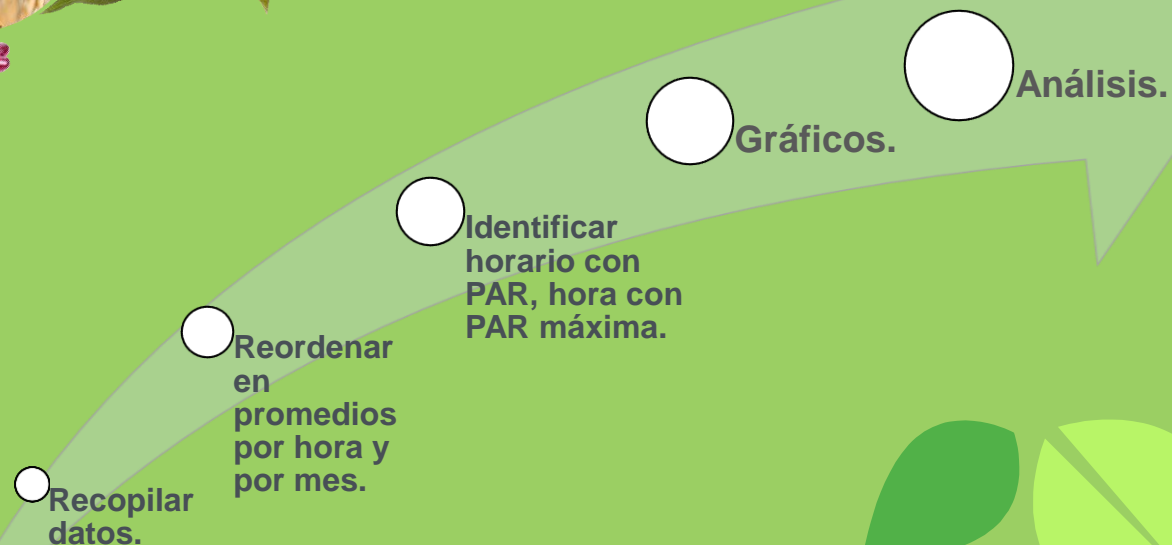 Recopilar
datos.
Reordenar
en
promedios
por hora y
por mes.
Identificar
horario con
PAR, hora con
PAR máxima.
Gráficos.
Análisis.